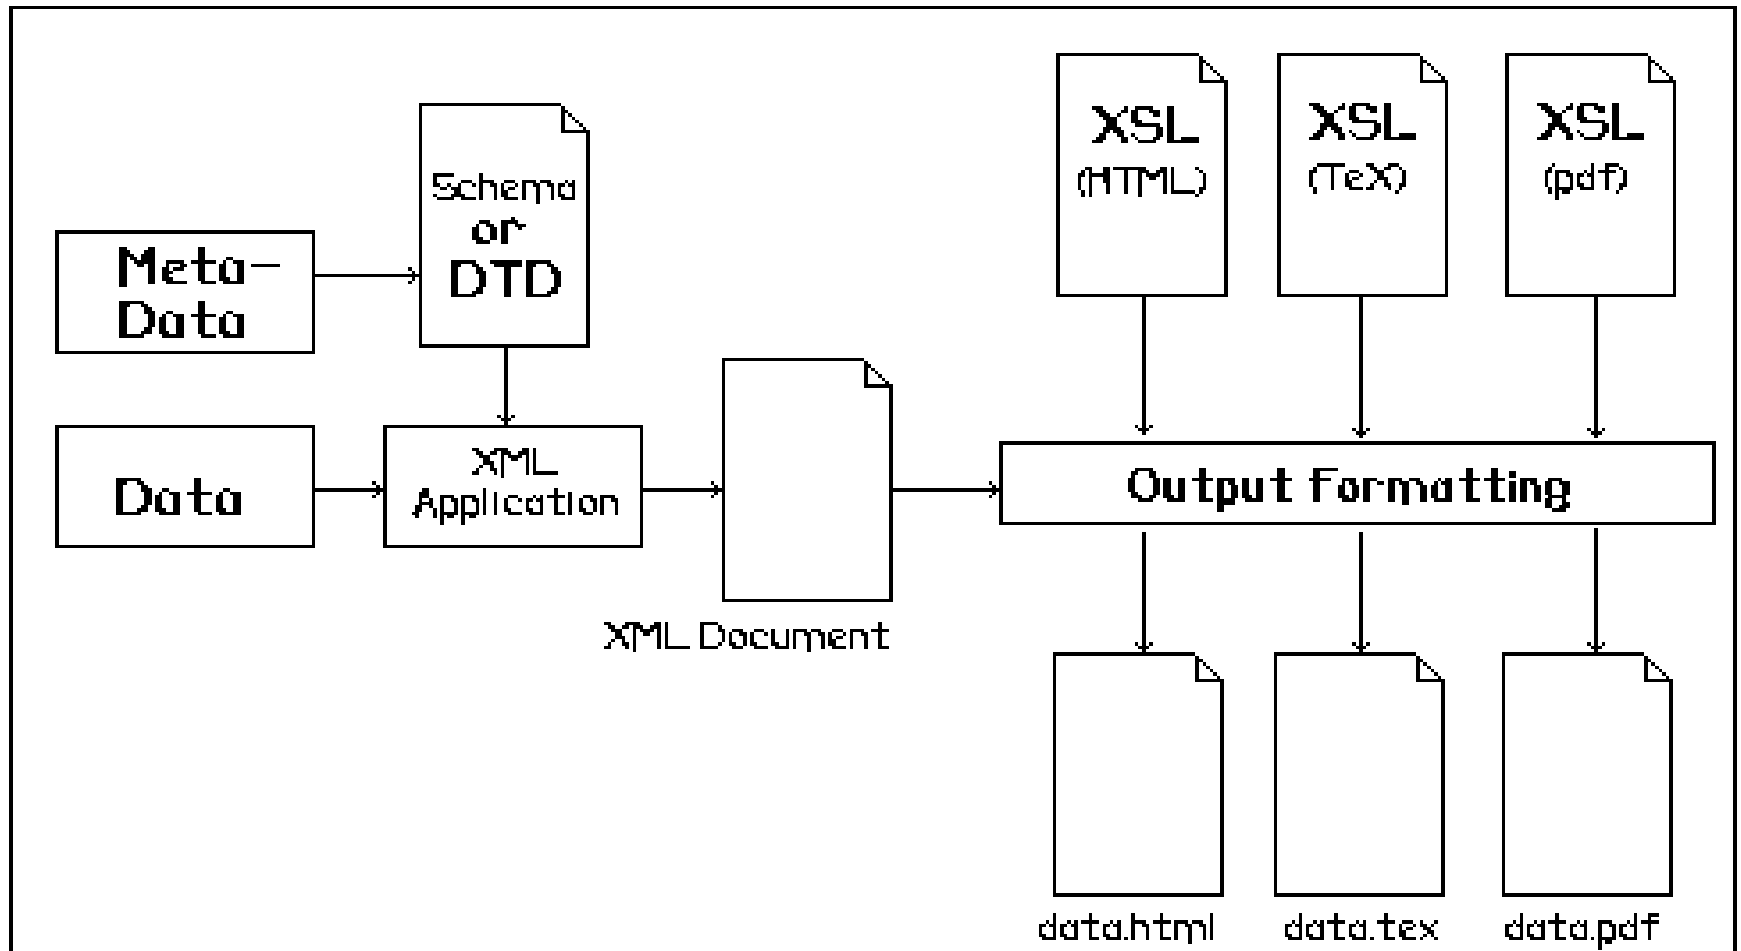 XSL
(HTML)
XSL
(TeX)
XSL
(pdf)
Schema
or
DTD
Meta-
Data
Data
XML
Application
XML Document
Output formatting
data.html
data.tex
data.pdf